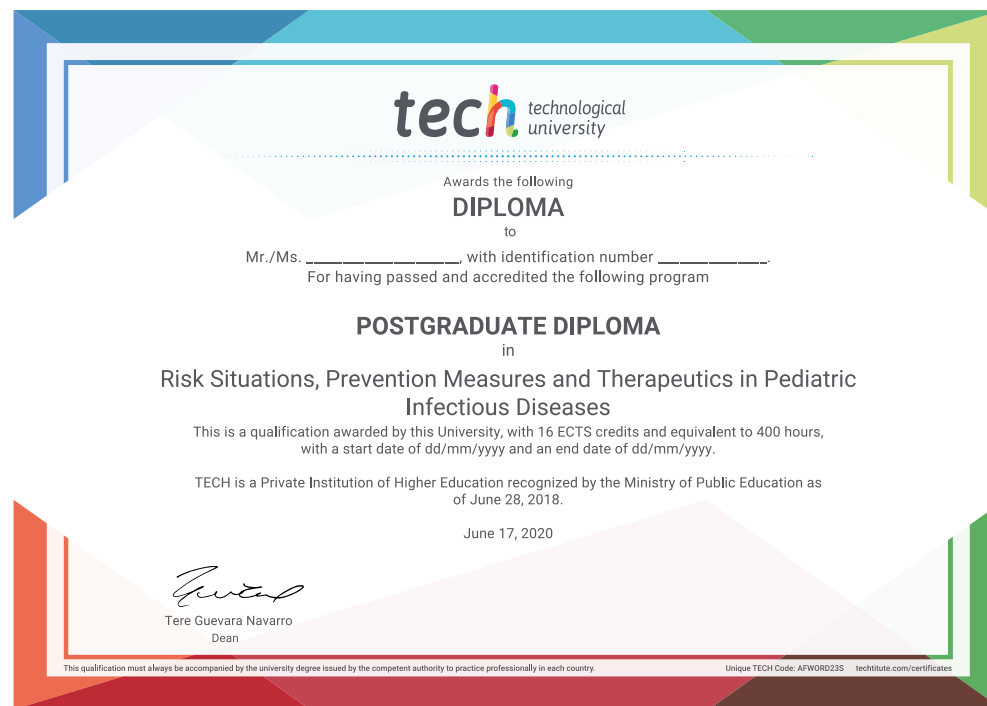 tech technological
university
Awards the following
DIPLOMA
to
Mr./Ms. ____________________, with identification number ______________.
For having passed and accredited the following program
POSTGRADUATE DIPLOMA
in
Risk Situations, Prevention Measures and Therapeutics in Pediatric
Infectious Diseases
This is a qualification awarded by this University, with 16 ECTS credits and equivalent to 400 hours,
with a start date of dd/mm/yyyy and an end date of dd/mm/yyyy.
TECH is a Private Institution of Higher Education recognized by the Ministry of Public Education as
of June 28, 2018.
June 17, 2020
Tere Guevara Navarro
Dean
This qualification must always be accompanied by the university degree issued by the competent authority to practice professionally in each country.
Unique TECH Code: AFWORD23S techtitute.com/certificates